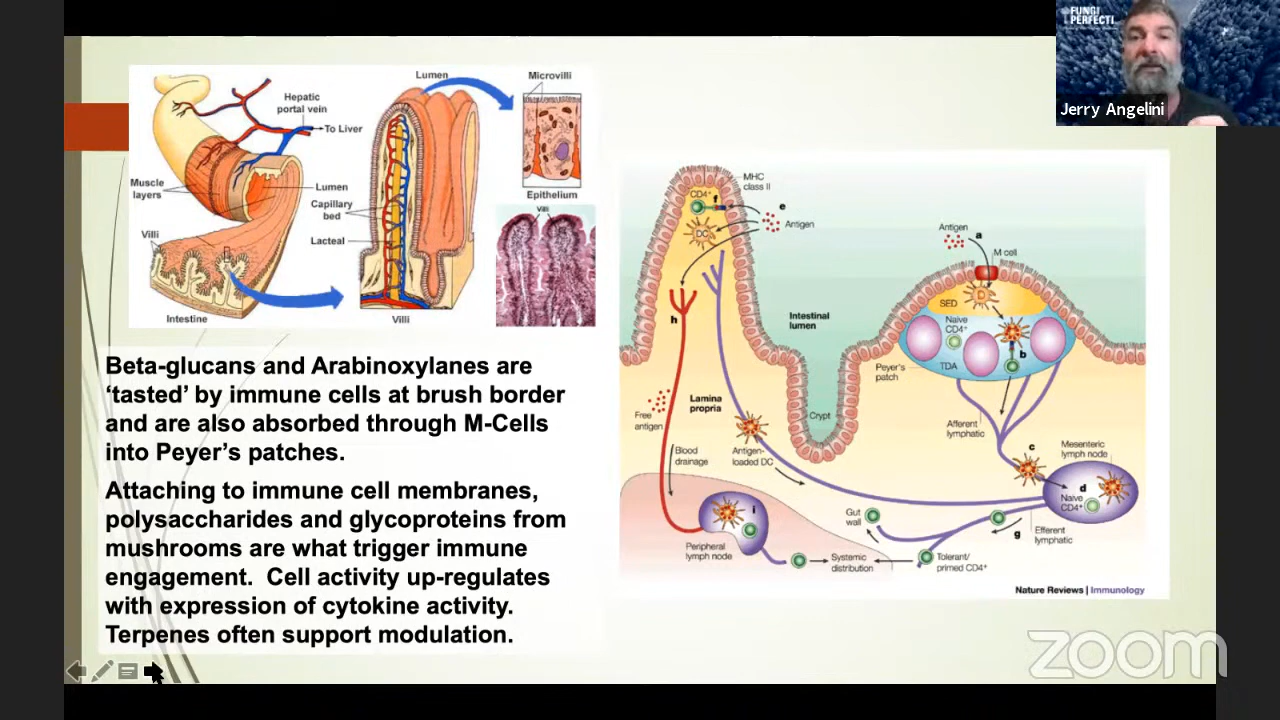 FUNGI
PERFECTI
Jerry Angelini
Lumen
Microvilli
Hepatic
portal vein
To Liver
Muscle
layers
Lumen
Capillary
bed
Epithelium
Villi
Villi
Lacteal
Intestine
Villi
Beta-glucans and Arabinoxylanes are
‘tasted’ by immune cells at brush border
and are also absorbed through M-Cells
into Peyer’s patches.
Attaching to immune cell membranes,
polysaccharides and glycoproteins from
mushrooms are what trigger immune
engagement. Cell activity up-regulates
with expression of cytokine activity.
Terpenes often support modulation.
MHC
class II
CD4+
f
e
Antigen
DC
Antigen
a
M cell
SED
Naive
CD4+
b
TDA
Peyer's
patch
h
Intestinal
lumen
Free
antigen
Lamina
propria
Crypt
Afferent
lymphatic
Blood
drainage
Antigen-
loaded DC
c
Mesenteric
lymph node
d
Naive
CD4+
i
Gut
wall
g
Efferent
lymphatic
Peripheral
lymph node
Systemic
distribution
Tolerant/
primed CD4+
Nature Reviews | Immunology
zoom